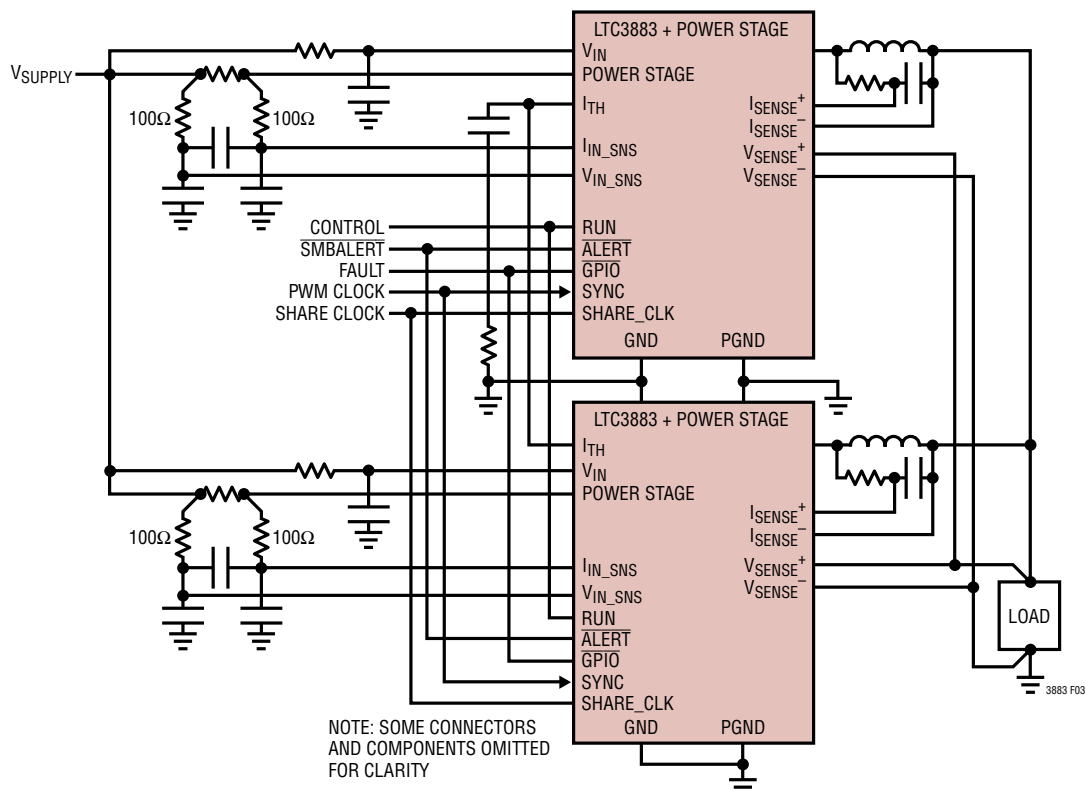 LTC3883 + POWER STAGE
VSUPPLY
100Ω
100Ω
VIN
POWER STAGE
ITH
IIN_SNS
VIN_SNS
ISENSE+
ISENSE–
VSENSE+
VSENSE–
CONTROL
RUN
SMBALERT
ALERT
FAULT
GPIO
PWM CLOCK
SYNC
SHARE CLOCK
SHARE_CLK
GND
PGND
LTC3883 + POWER STAGE
ITH
VIN
POWER STAGE
100Ω
100Ω
ISENSE+
ISENSE–
IIN_SNS
VSENSE+
VIN_SNS
VSENSE–
RUN
ALERT
GPIO
SYNC
SHARE_CLK
GND
PGND
LOAD
3883 F03
NOTE: SOME CONNECTORS
AND COMPONENTS OMITTED
FOR CLARITY